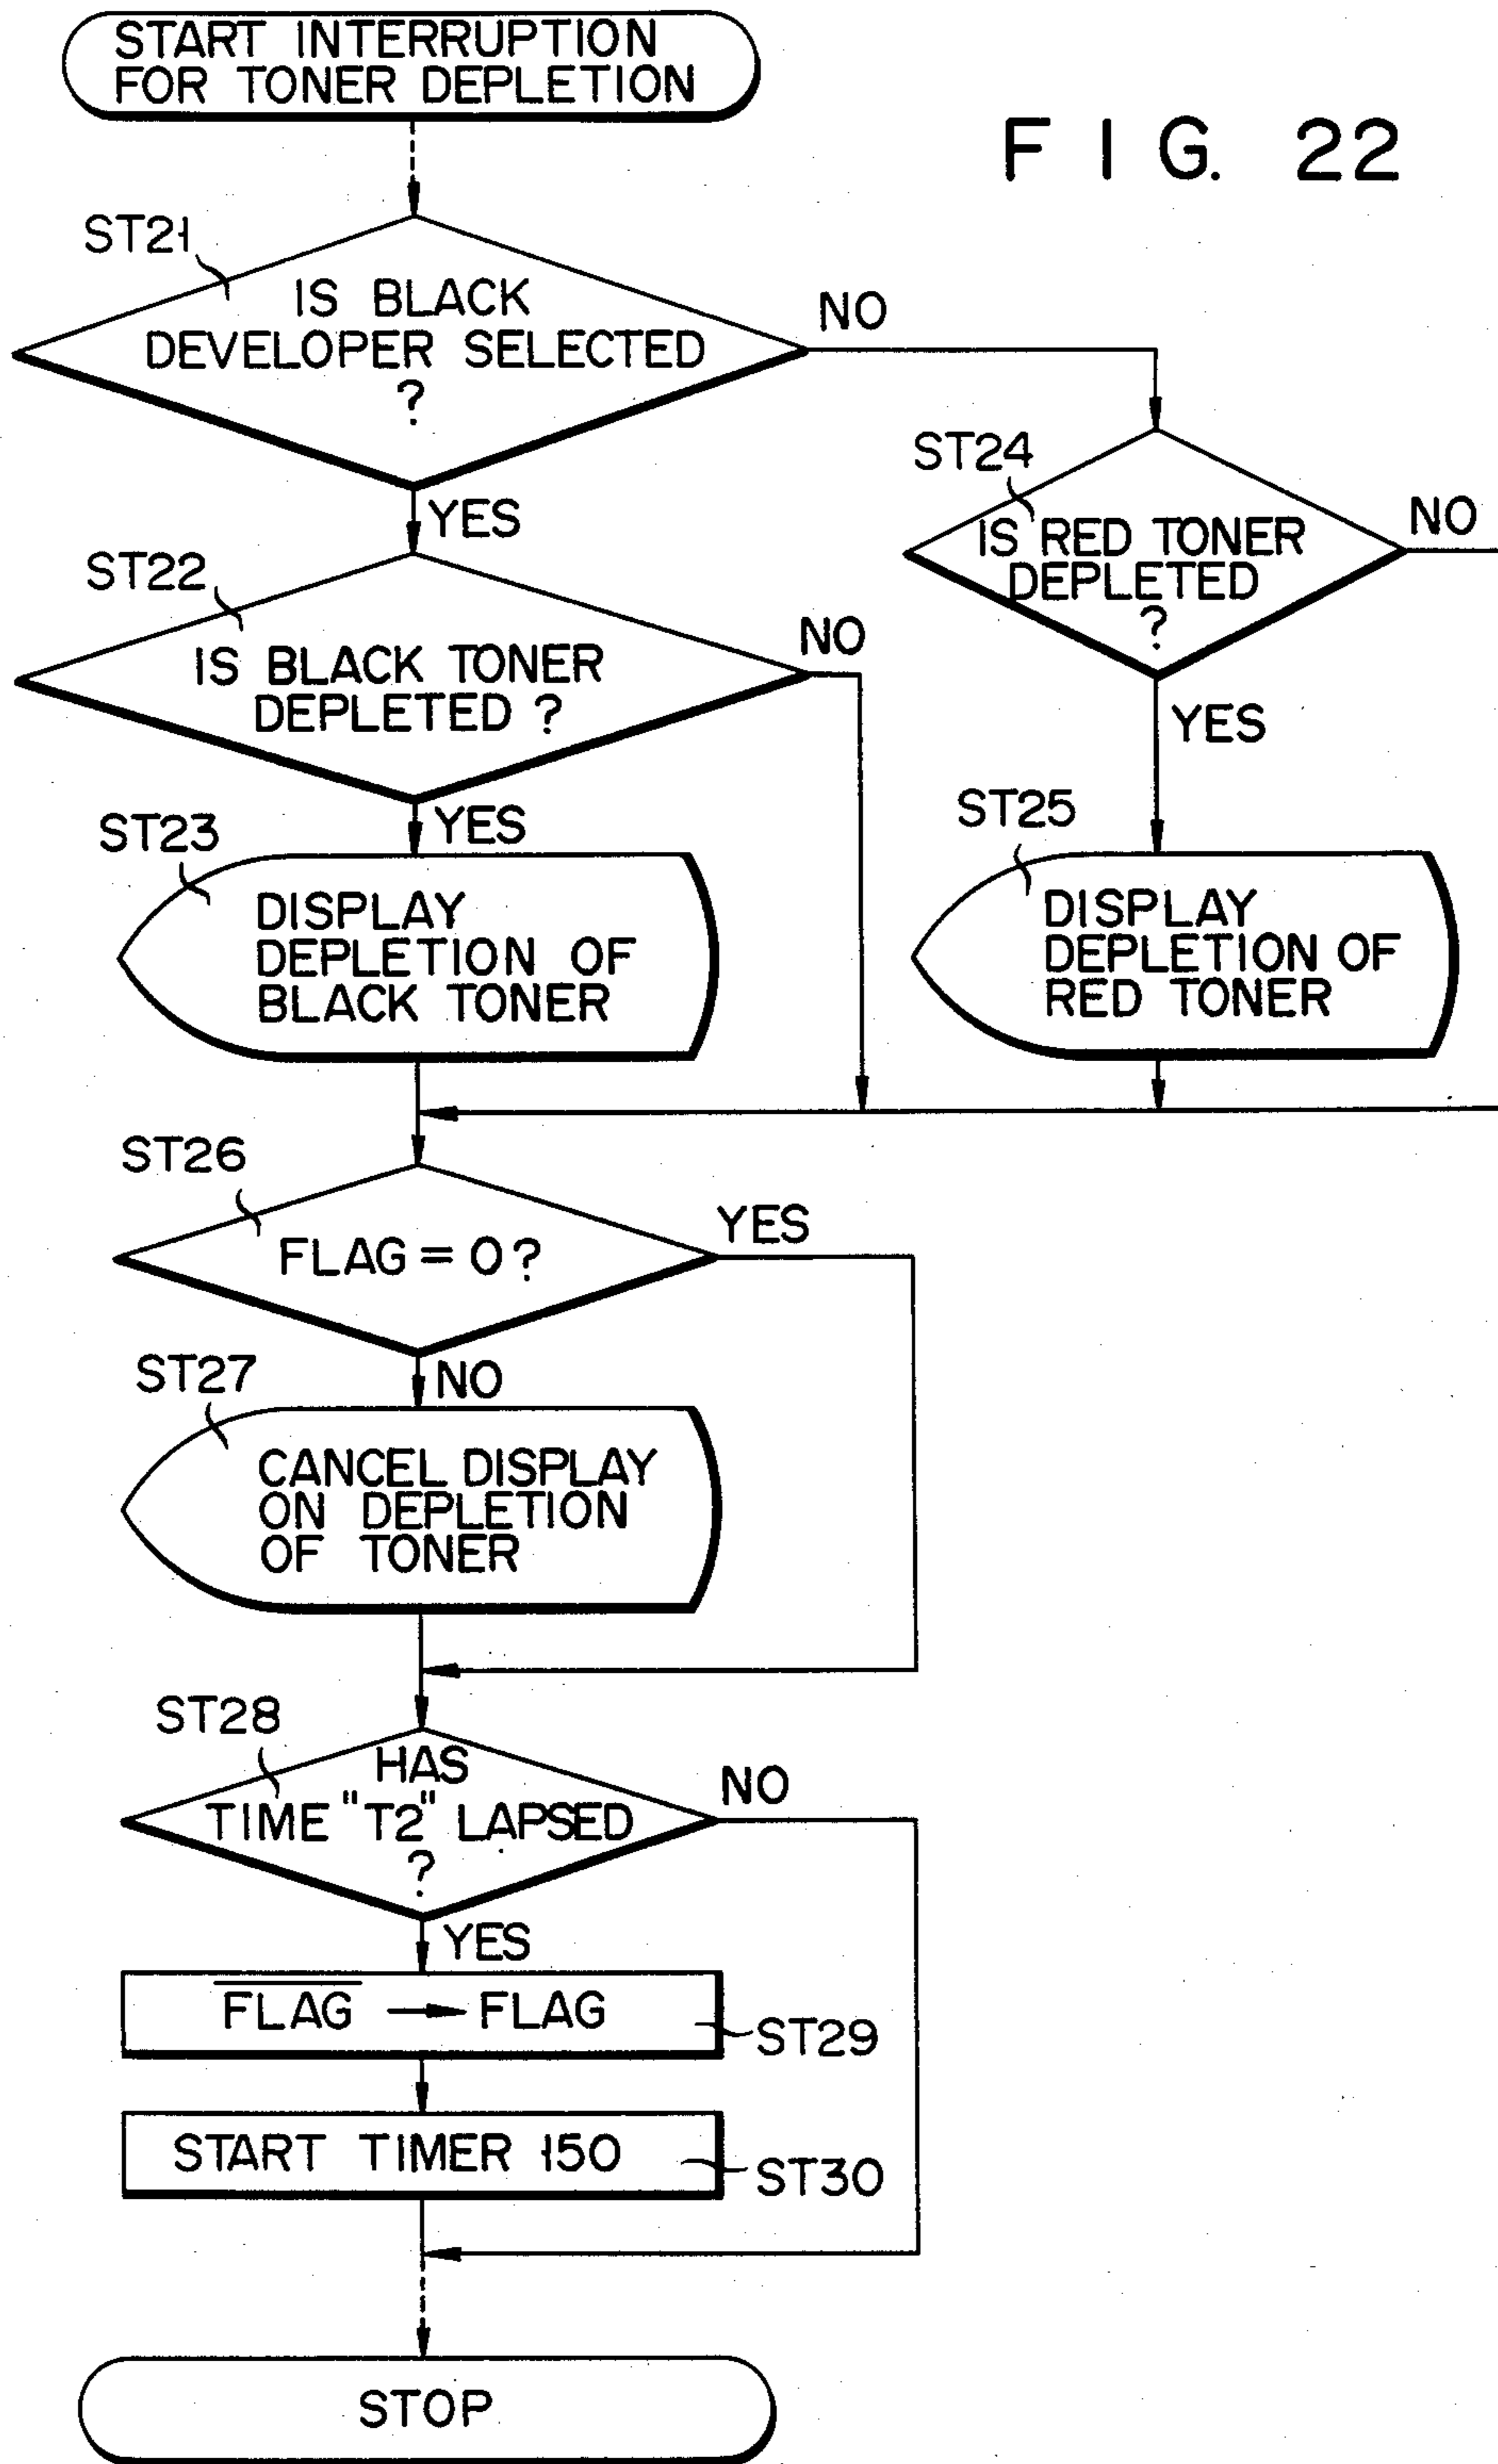 START INTERRUPTION
FOR TONER DEPLETION
F I G. 22
ST21
IS BLACK
DEVELOPER SELECTED
?
NO
YES
ST24
IS RED TONER
DEPLETED
?
NO
YES
ST22
IS BLACK TONER
DEPLETED ?
NO
YES
ST23
DISPLAY
DEPLETION OF
BLACK TONER
ST25
DISPLAY
DEPLETION OF
RED TONER
ST26
FLAG = 0 ?
YES
NO
ST27
CANCEL DISPLAY
ON DEPLETION
OF TONER
ST28
HAS
TIME "T2" LAPSED
?
NO
YES
F̅L̅A̅G̅ → FLAG
ST29
START TIMER 150
ST30
STOP